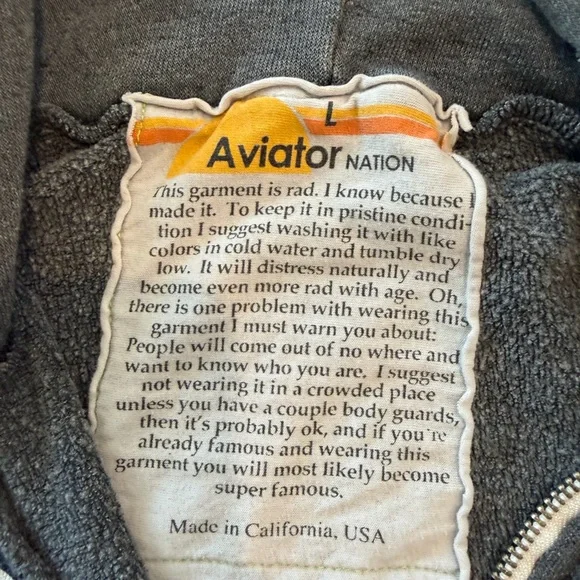 L
Aviator NATION
This garment is rad. I know because I
made it. To keep it in pristine condi-
tion I suggest washing it with like
colors in cold water and tumble dry
low. It will distress naturally and
become even more rad with age. Oh,
there is one problem with wearing this
garment I must warn you about:
People will come out of no where and
want to know who you are. I suggest
not wearing it in a crowded place
unless you have a couple body guards,
then it's probably ok, and if you're
already famous and wearing this
garment you will most likely become
super famous.
Made in California, USA